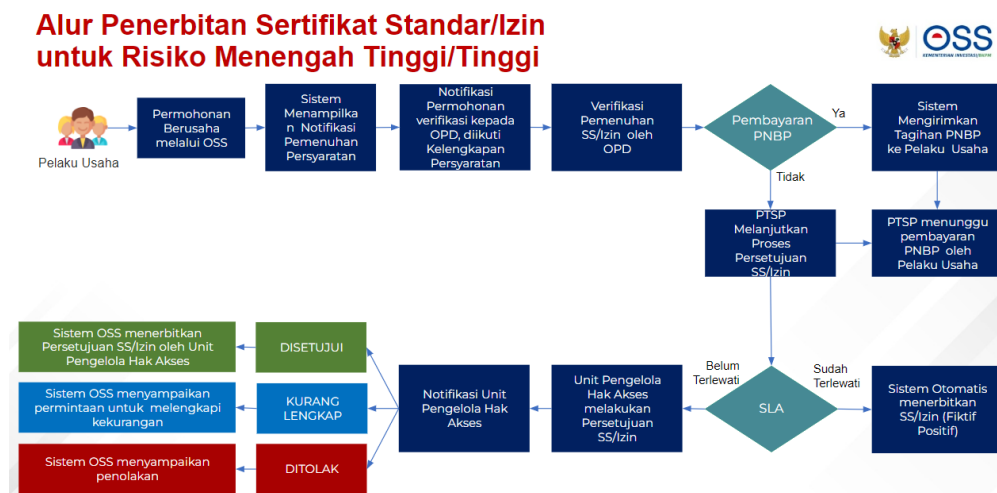 Alur Penerbitan Sertifikat Standar/Izin
untuk Risiko Menengah Tinggi/Tinggi
OSS
KEMENTERIAN INVESTASI/BKPM
Pelaku Usaha
Permohonan
Berusaha
melalui OSS
Sistem
Menampilka
n Notifikasi
Pemenuhan
Persyaratan
Notifikasi
Permohonan
verifikasi kepada
OPD, diikuti
Kelengkapan
Persyaratan
Verifikasi
Pemenuhan
SS/Izin oleh
OPD
Pembayaran
PNBP
Ya
Sistem
Mengirimkan
Tagihan PNBP
ke Pelaku Usaha
Tidak
PTSP
Melanjutkan
Proses
Persetujuan
SS/Izin
PTSP menunggu
pembayaran
PNBP oleh
Pelaku Usaha
Sistem OSS menerbitkan
Persetujuan SS/Izin oleh Unit
Pengelola Hak Akses
DISETUJUI
Sistem OSS menyampaikan
permintaan untuk melengkapi
kekurangan
KURANG
LENGKAP
Sistem OSS menyampaikan
penolakan
DITOLAK
Notifikasi Unit
Pengelola Hak
Akses
Unit Pengelola
Hak Akses
melakukan
Persetujuan
SS/Izin
Belum
Terlewati
SLA
Sudah
Terlewati
Sistem Otomatis
menerbitkan
SS/Izin (Fiktif
Positif)